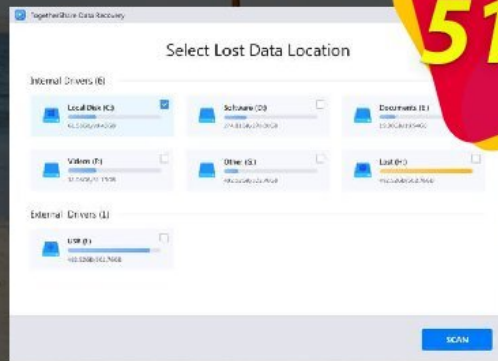 TogetherShare Data Recovery
51
Select Lost Data Location
Internal Drivers (6)
Local Disk (C:)
Software (D:)
Documents (E:)
Videos (F:)
Other (G:)
Lost (H:)
External Drivers (1)
USB (I:)
SCAN